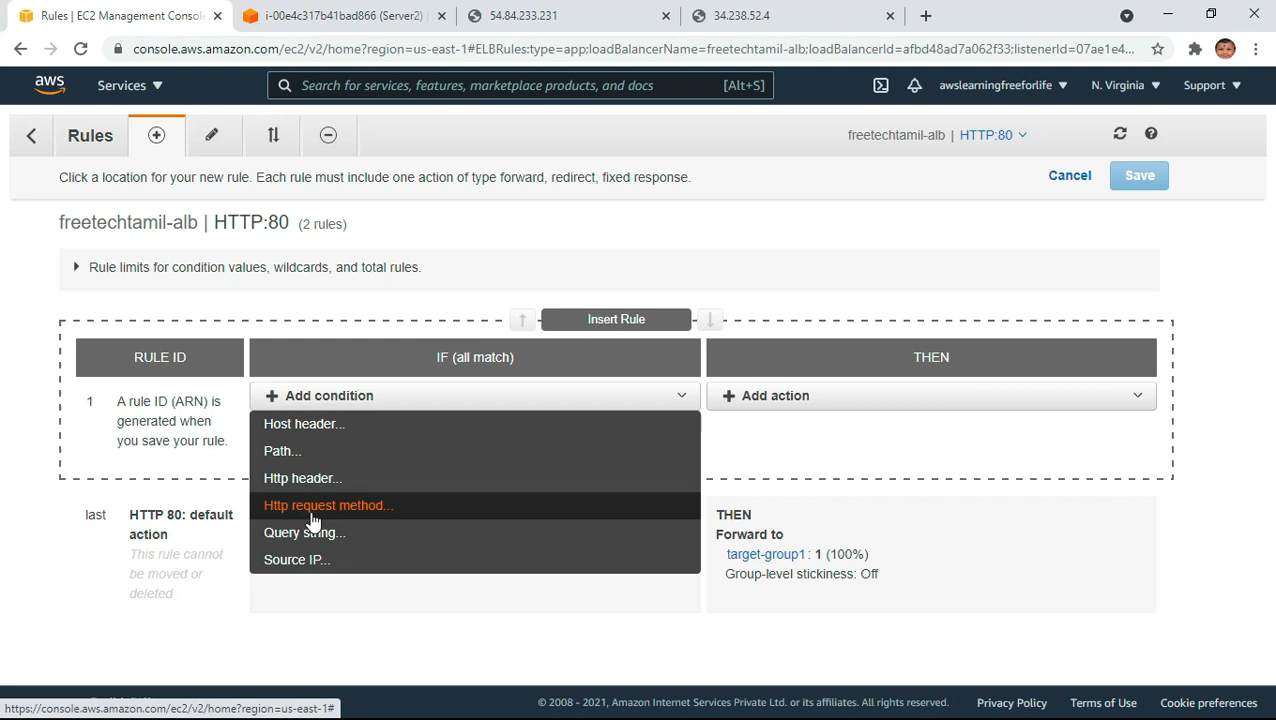 Rules | EC2 Management Consol
i-00e4c317b41bad866 (Server2)
54.84.233.231
34.238.52.4
console.aws.amazon.com/ec2/v2/home?region=us-east-1#ELBRules:type=app;loadBalancerName=freetechtamil-alb;loadBalancerId=afbd48ad7a062f33;listenerId=07ae1e4...
aws
Services
Search for services, features, marketplace products, and docs
[Alt+S]
awslearningfreeforlife
N. Virginia
Support
Rules
freetechtamil-alb | HTTP:80
Click a location for your new rule. Each rule must include one action of type forward, redirect, fixed response.
Cancel
Save
freetechtamil-alb | HTTP:80 (2 rules)
Rule limits for condition values, wildcards, and total rules.
Insert Rule
RULE ID
IF (all match)
THEN
1
A rule ID (ARN) is
generated when
you save your rule.
Add condition
Add action
Host header...
Path...
Http header...
Http request method...
Query string...
Source IP...
last
HTTP 80: default
action
This rule cannot
be moved or
deleted
THEN
Forward to
target-group1 : 1 (100%)
Group-level stickiness: Off
https://console.aws.amazon.com/ec2/v2/home?region=us-east-1#
© 2008 - 2021, Amazon Internet Services Private Ltd. or its affiliates. All rights reserved.
Privacy Policy
Terms of Use
Cookie preferences